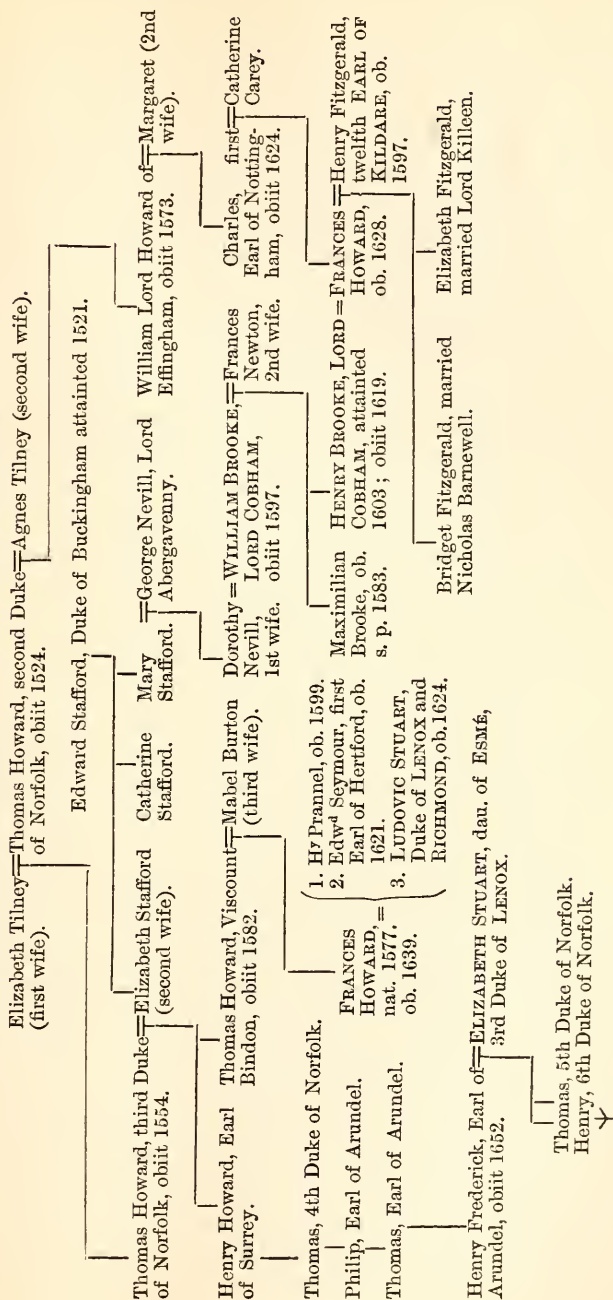 Elizabeth Tilney=Thomas Howard, second Duke=Agnes Tilney (second wife).
(first wife). of Norfolk, obiit 1524.
Edward Stafford, Duke of Buckingham attainted 1521.
Thomas Howard, third Duke=Elizabeth Stafford
of Norfolk, obiit 1554. (second wife).
Catherine
Stafford.
Mary
Stafford.
=George Nevill, Lord
Abergavenny.
William Lord Howard of=Margaret (2nd
Effingham, obiit 1573. wife).
Henry Howard, Earl
of Surrey.
Thomas Howard, Viscount=Mabel Burton
Bindon, obiit 1582. (third wife).
Dorothy=WILLIAM BROOKE,=Frances
Nevill, LORD COBHAM, Newton,
1st wife. obiit 1597. 2nd wife.
Charles, first=Catherine
Earl of Notting- Carey.
ham, obiit 1624.
Thomas, 4th Duke of Norfolk.
Philip, Earl of Arundel.
Thomas, Earl of Arundel.
FRANCES
HOWARD, =
nat. 1577.
ob. 1639.
1. Hy Prannel, ob. 1599.
2. Edwd Seymour, first
Earl of Hertford, ob.
1621.
3. LUDOVIC STUART,
Duke of LENOX and
RICHMOND, ob. 1624.
Maximilian
Brooke, ob.
s. p. 1583.
HENRY BROOKE, LORD=FRANCES=Henry Fitzgerald,
COBHAM, attainted HOWARD, twelfth EARL OF
1603; obiit 1619. ob. 1628. KILDARE, ob.
1597.
Henry Frederick, Earl of=ELIZABETH STUART, dau. of ESMÉ,
Arundel, obiit 1652. 3rd Duke of LENOX.
Bridget Fitzgerald, married
Nicholas Barnewell.
Elizabeth Fitzgerald,
married Lord Killeen.
Thomas, 5th Duke of Norfolk.
Henry, 6th Duke of Norfolk.